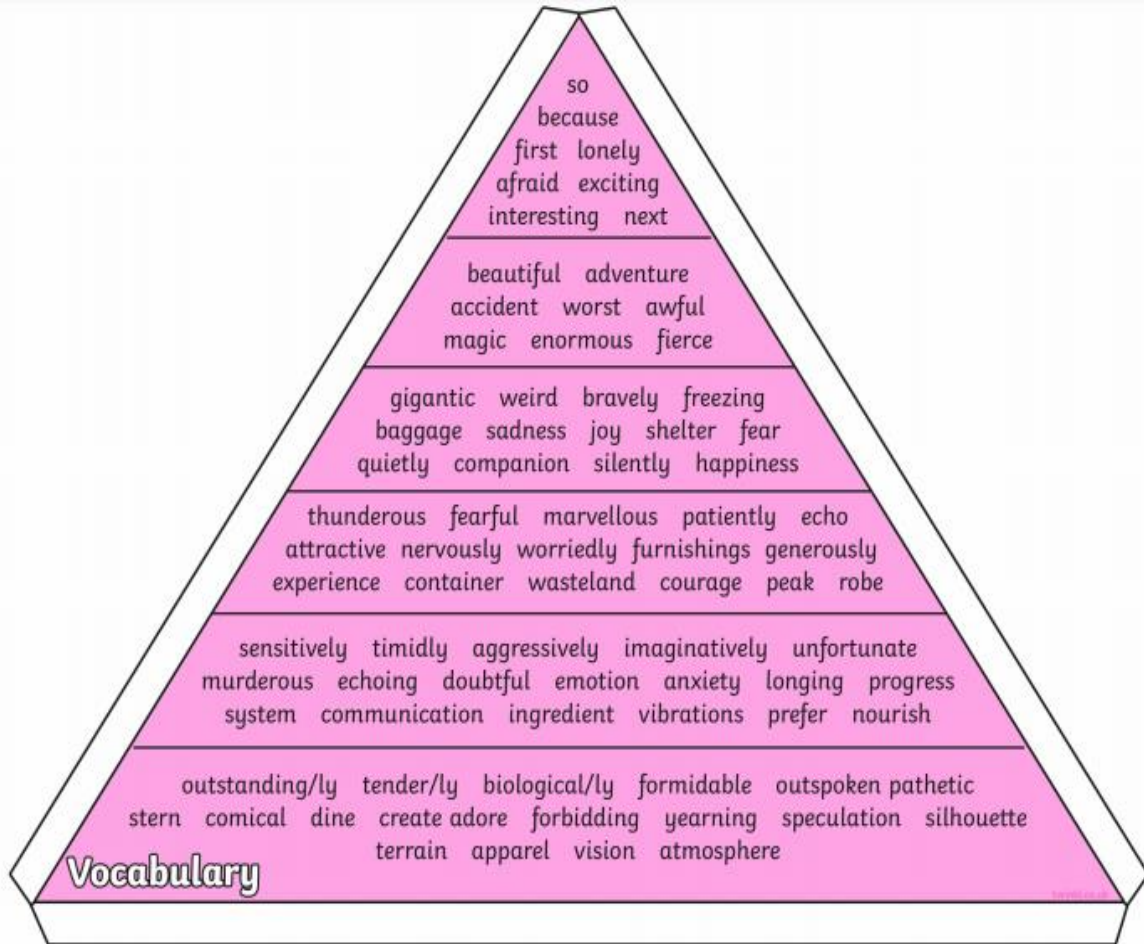 so
because
first lonely
afraid exciting
interesting next
beautiful adventure
accident worst awful
magic enormous fierce
gigantic weird bravely freezing
baggage sadness joy shelter fear
quietly companion silently happiness
thunderous fearful marvellous patiently echo
attractive nervously worriedly furnishings generously
experience container wasteland courage peak robe
sensitively timidly aggressively imaginatively unfortunate
murderous echoing doubtful emotion anxiety longing progress
system communication ingredient vibrations prefer nourish
outstanding/ly tender/ly biological/ly formidable outspoken pathetic
stern comical dine create adore forbidding yearning speculation silhouette
terrain apparel vision atmosphere
Vocabulary